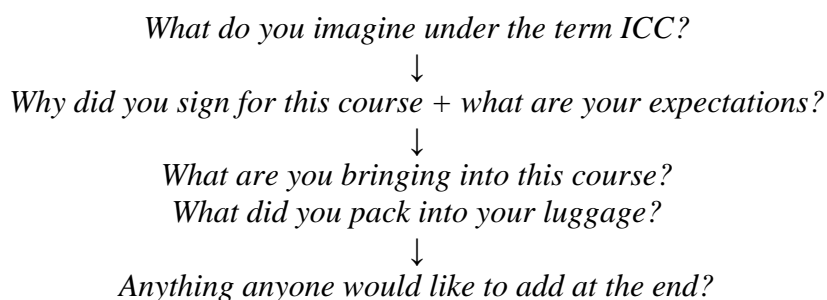 What do you imagine under the term ICC?
↓
Why did you sign for this course + what are your expectations?
↓
What are you bringing into this course?
What did you pack into your luggage?
↓
Anything anyone would like to add at the end?